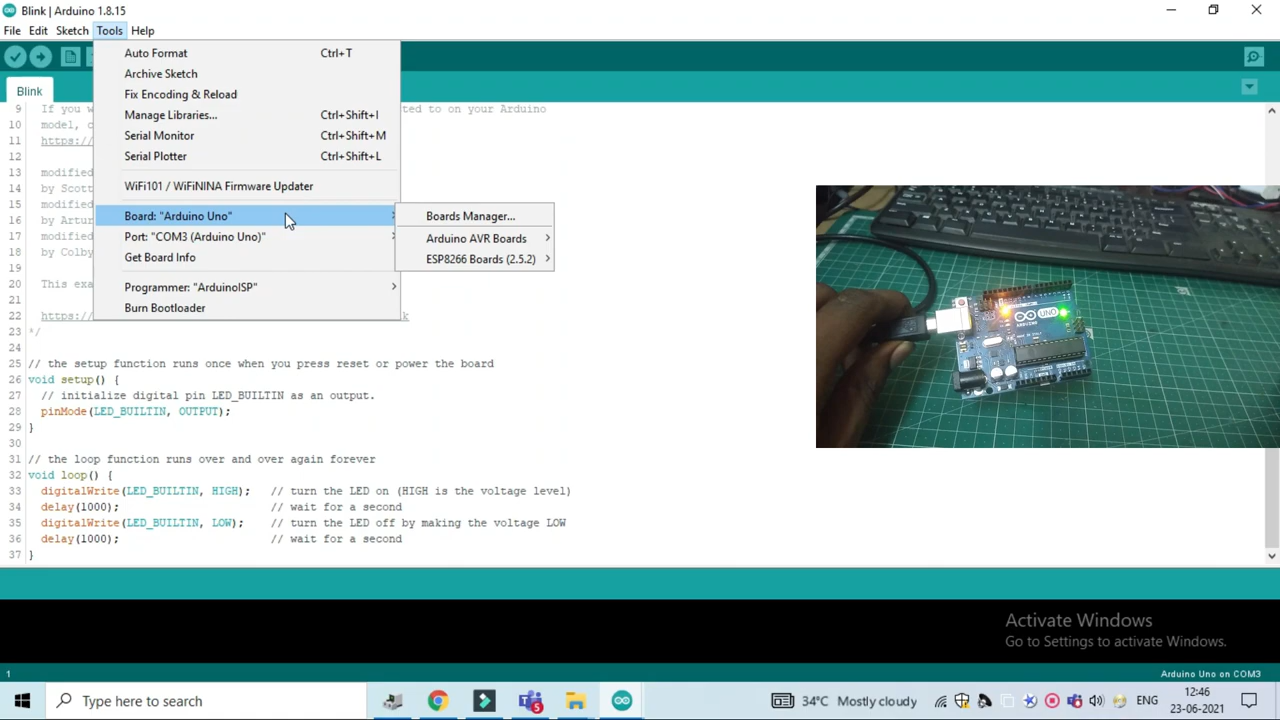 Blink | Arduino 1.8.15
File Edit Sketch Tools Help
Blink
Auto Format Ctrl+T
Archive Sketch
Fix Encoding & Reload
Manage Libraries... Ctrl+Shift+I
Serial Monitor Ctrl+Shift+M
Serial Plotter Ctrl+Shift+L
WiFi101 / WiFiNINA Firmware Updater
Board: "Arduino Uno"
Port: "COM3 (Arduino Uno)"
Get Board Info
Programmer: "ArduinoISP"
Burn Bootloader
Boards Manager...
Arduino AVR Boards
ESP8266 Boards (2.5.2)
9 If you w ted to on your Arduino
10 model, c
11 https:/
12
13 modified
14 by Scott
15 modified
16 by Artur
17 modified
18 by Colby
19
20 This exa
21
22 https:/ k
23 */
24
25 // the setup function runs once when you press reset or power the board
26 void setup() {
27 // initialize digital pin LED_BUILTIN as an output.
28 pinMode(LED_BUILTIN, OUTPUT);
29 }
30
31 // the loop function runs over and over again forever
32 void loop() {
33 digitalWrite(LED_BUILTIN, HIGH); // turn the LED on (HIGH is the voltage level)
34 delay(1000); // wait for a second
35 digitalWrite(LED_BUILTIN, LOW); // turn the LED off by making the voltage LOW
36 delay(1000); // wait for a second
37 }
UNO
ARDUINO
Activate Windows
Go to Settings to activate Windows.
1 Arduino Uno on COM3
Type here to search
5
34°C Mostly cloudy
ENG
12:46
23-06-2021